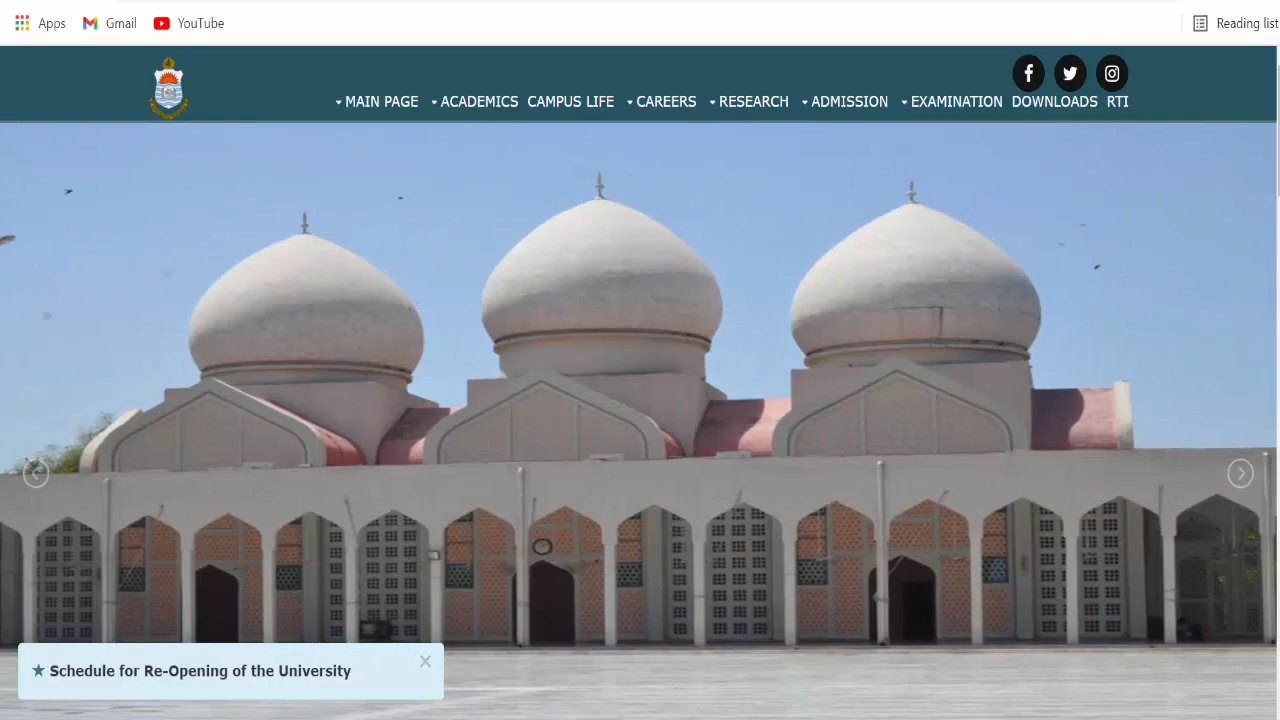 Apps Gmail YouTube Reading list
MAIN PAGE ACADEMICS CAMPUS LIFE CAREERS RESEARCH ADMISSION EXAMINATION DOWNLOADS RTI
Schedule for Re-Opening of the University